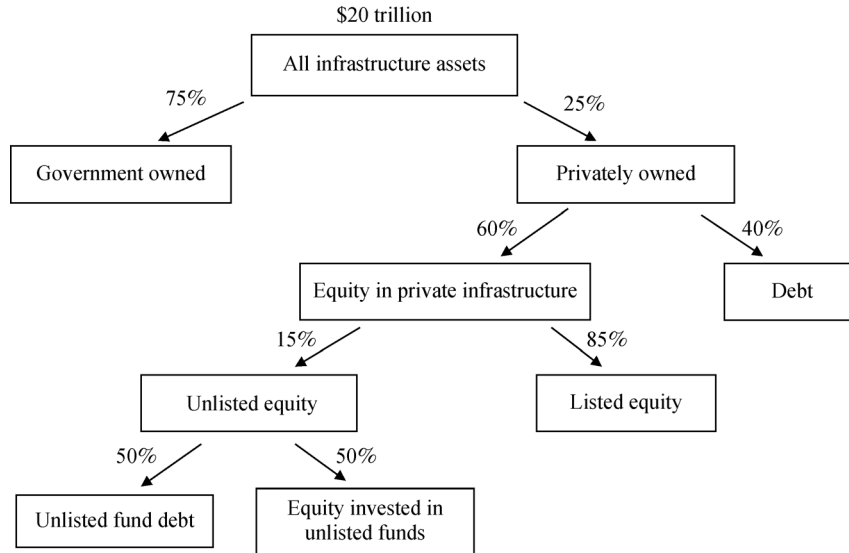 $20 trillion
All infrastructure assets
75%
25%
Government owned
Privately owned
60%
40%
Equity in private infrastructure
Debt
15%
85%
Unlisted equity
Listed equity
50%
50%
Unlisted fund debt
Equity invested in
unlisted funds